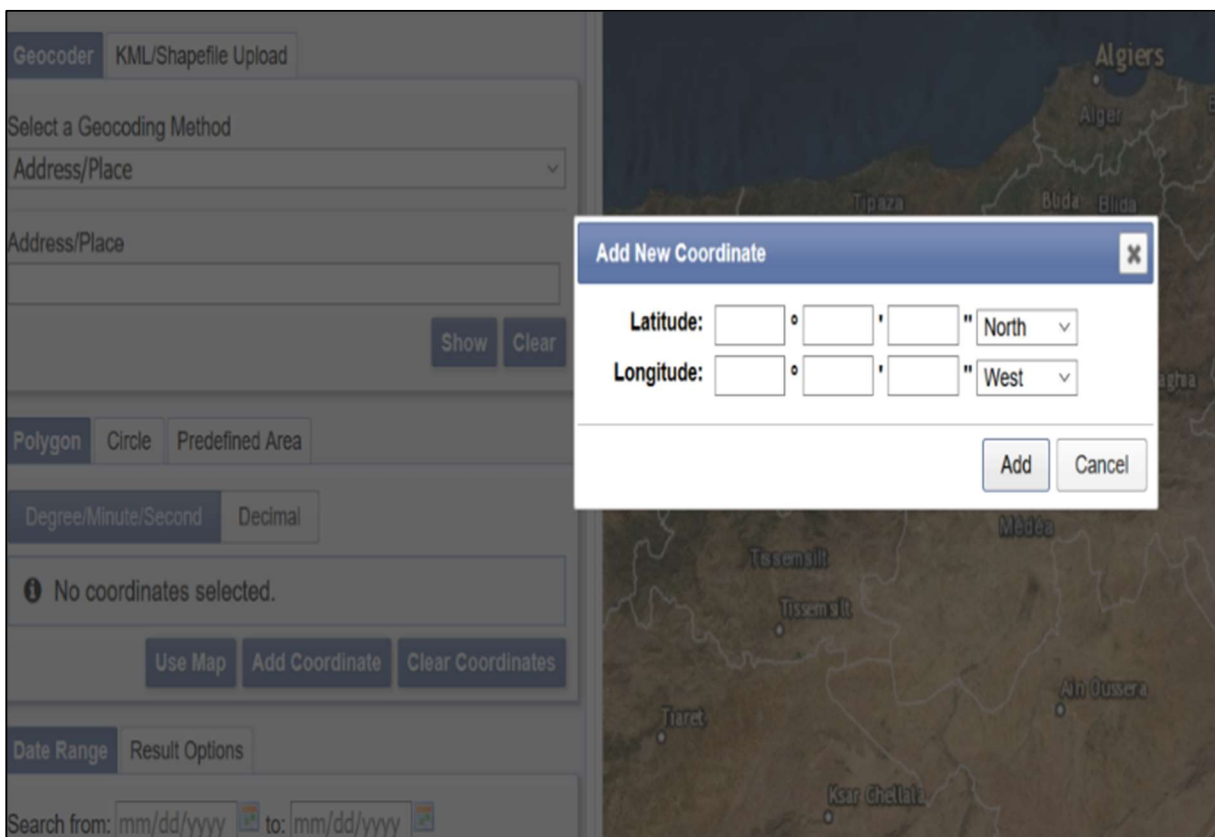 Geocoder KML/Shapefile Upload
Select a Geocoding Method
Address/Place
Address/Place
Show Clear
Polygon Circle Predefined Area
Degree/Minute/Second Decimal
No coordinates selected.
Use Map Add Coordinate Clear Coordinates
Date Range Result Options
Search from: mm/dd/yyyy to: mm/dd/yyyy
Add New Coordinate
Latitude: ° ' " North
Longitude: ° ' " West
Add Cancel
Algiers
Alger
Tipaza
Blida Blida
Médéa
Tissemsilt
Tissemsilt
Ain Oussera
Tiaret
Ksar Chellala